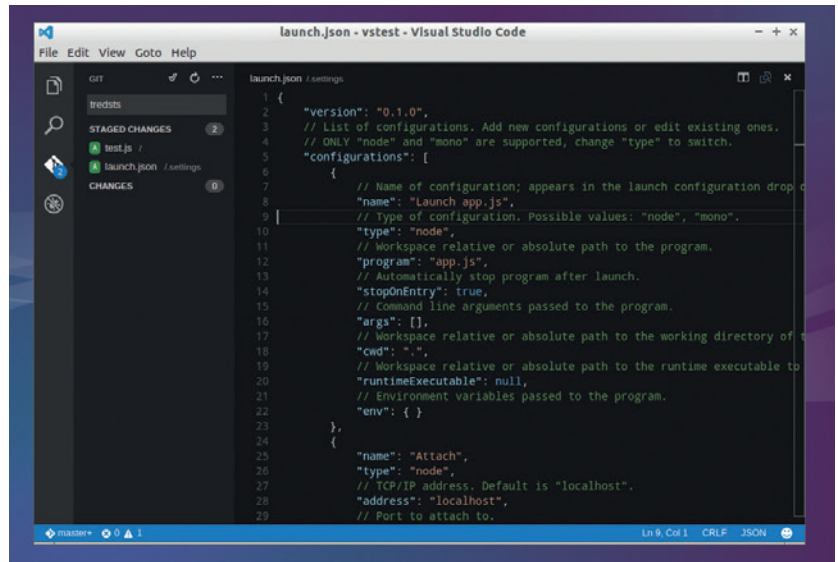 launch.json - vstest - Visual Studio Code
File Edit View Goto Help
GIT
tredsts
STAGED CHANGES 2
test.js /
launch.json /.settings
CHANGES 0
2
launch.json /.settings
1 {
2 "version": "0.1.0",
3 // List of configurations. Add new configurations or edit existing ones.
4 // ONLY "node" and "mono" are supported, change "type" to switch.
5 "configurations": [
6 {
7 // Name of configuration; appears in the launch configuration drop
8 "name": "Launch app.js",
9 // Type of configuration. Possible values: "node", "mono".
10 "type": "node",
11 // Workspace relative or absolute path to the program.
12 "program": "app.js",
13 // Automatically stop program after launch.
14 "stopOnEntry": true,
15 // Command line arguments passed to the program.
16 "args": [],
17 // Workspace relative or absolute path to the working directory of
18 "cwd": ".",
19 // Workspace relative or absolute path to the runtime executable to
20 "runtimeExecutable": null,
21 // Environment variables passed to the program.
22 "env": { }
23 },
24 {
25 "name": "Attach",
26 "type": "node",
27 // TCP/IP address. Default is "localhost".
28 "address": "localhost",
29 // Port to attach to.
master+ 0 1
Ln 9, Col 1 CRLF JSON